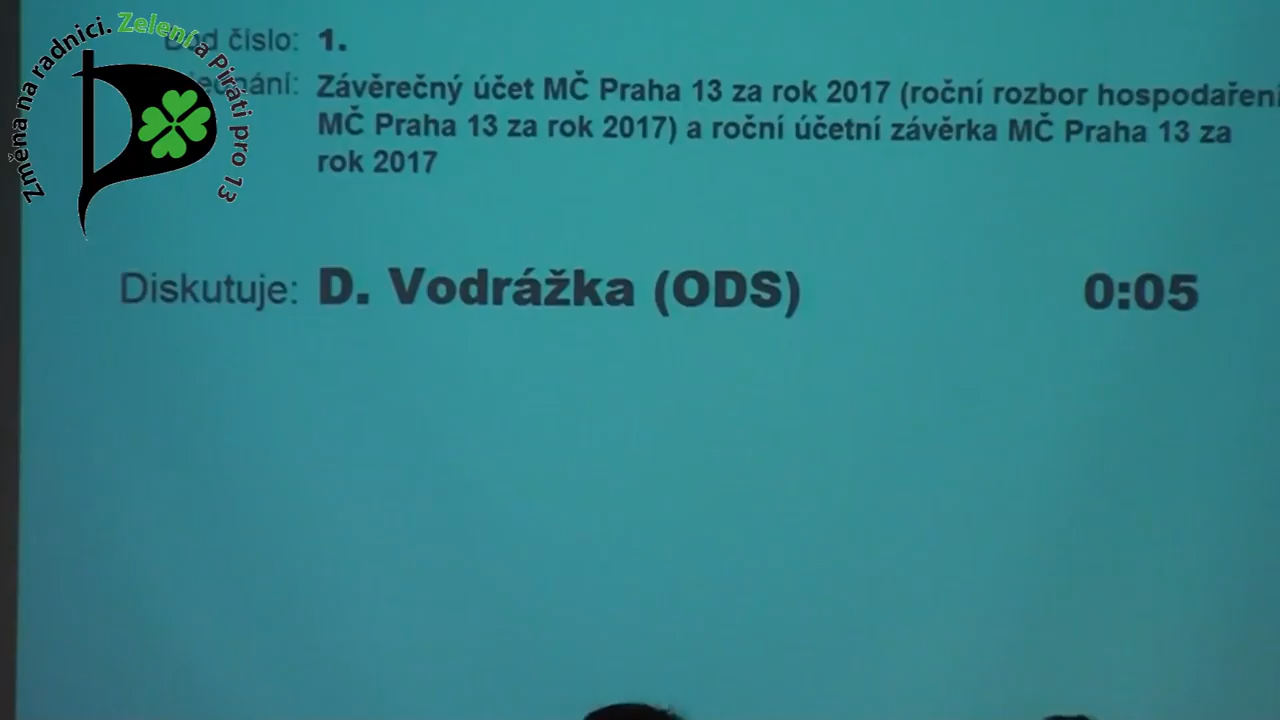 Změna na radnici. Zelení a Piráti pro 13
číslo: 1.
Závěrečný účet MČ Praha 13 za rok 2017 (roční rozbor hospodaření
MČ Praha 13 za rok 2017) a roční účetní závěrka MČ Praha 13 za
rok 2017
Diskutuje: D. Vodrážka (ODS) 0:05